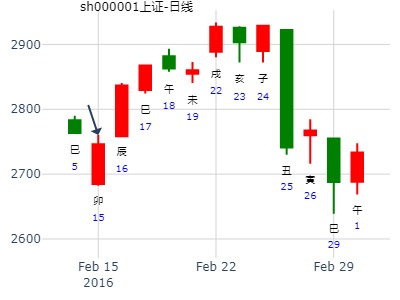 sh000001上证-日线
2900
2800
2700
2600
巳
5
卯
15
辰
16
巳
17
午
18
未
19
戌
22
亥
23
子
24
丑
25
寅
26
巳
29
午
1
Feb 15
2016
Feb 22
Feb 29